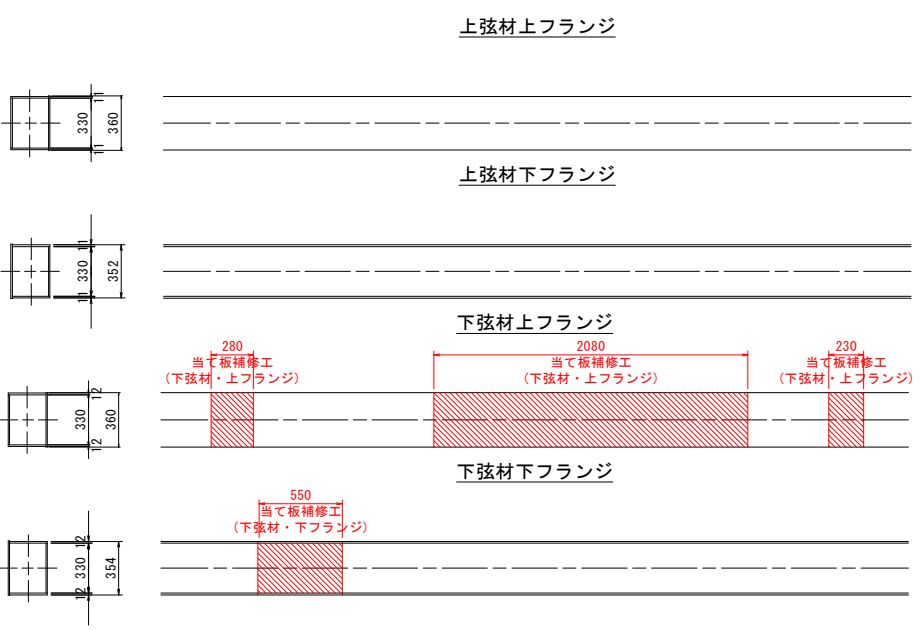 上弦材上フランジ
11
330
360
11
上弦材下フランジ
11
330
352
11
下弦材上フランジ
280
当て板補修工
(下弦材・上フランジ)
2080
当て板補修工
(下弦材・上フランジ)
230
当て板補修工
(下弦材・上フランジ)
12
330
360
12
下弦材下フランジ
550
当て板補修工
(下弦材・下フランジ)
12
330
354
12